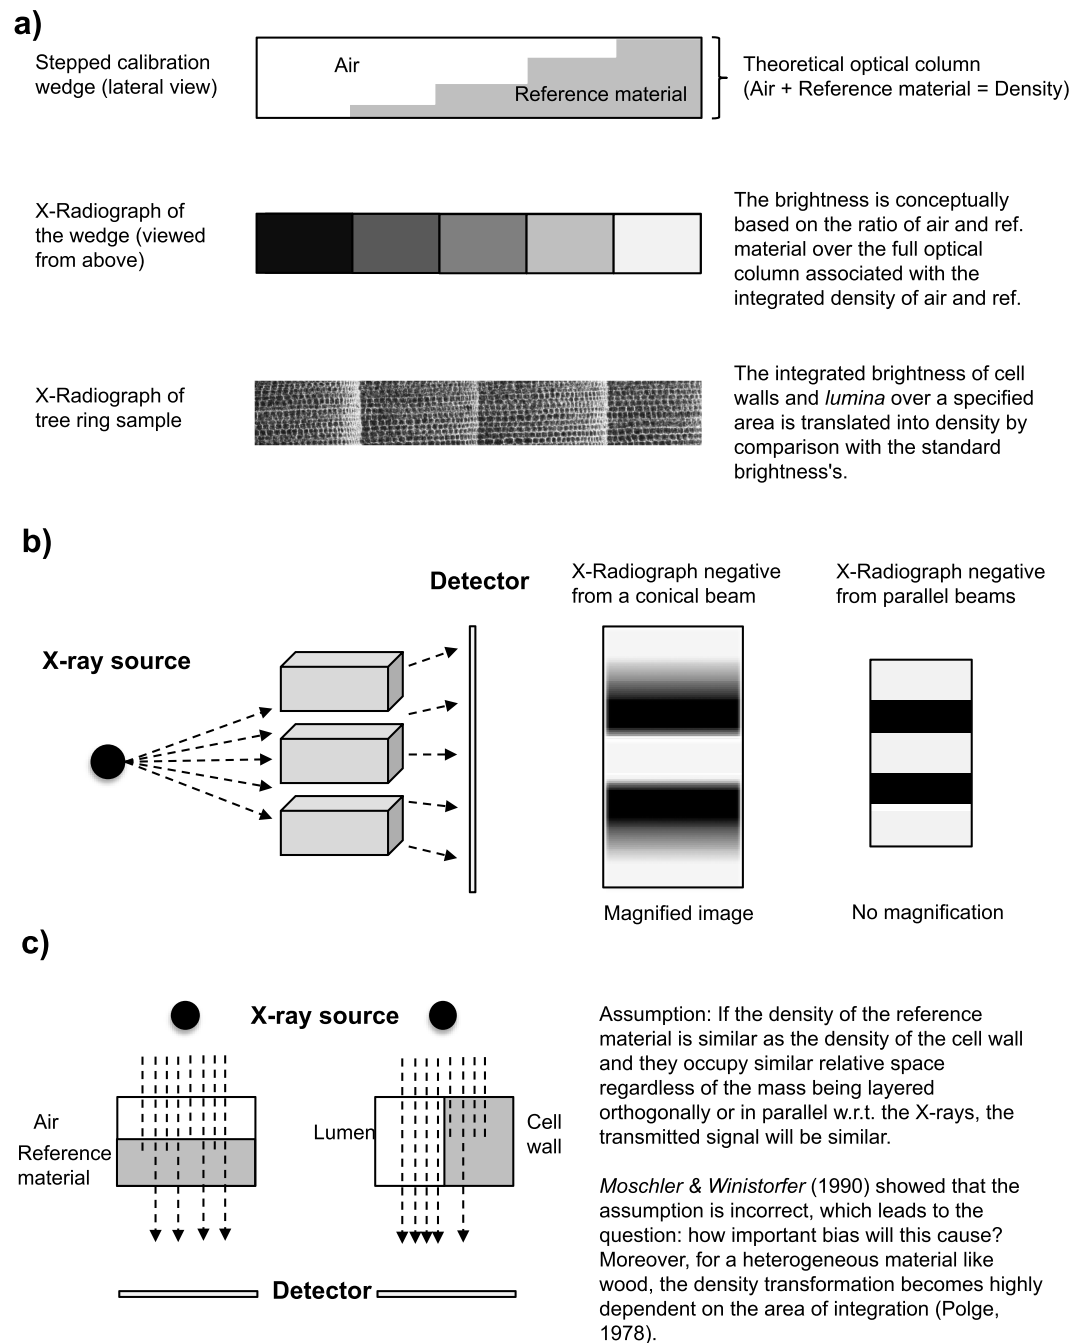 a)
Stepped calibration
wedge (lateral view)
Air
Reference material
Theoretical optical column
(Air + Reference material = Density)
X-Radiograph of
the wedge (viewed
from above)
The brightness is conceptually
based on the ratio of air and ref.
material over the full optical
column associated with the
integrated density of air and ref.
X-Radiograph of
tree ring sample
The integrated brightness of cell
walls and lumina over a specified
area is translated into density by
comparison with the standard
brightness's.
b)
X-ray source
Detector
X-Radiograph negative
from a conical beam
Magnified image
X-Radiograph negative
from parallel beams
No magnification
c)
X-ray source
Air
Reference
material
Lumen
Cell
wall
Detector
Assumption: If the density of the reference
material is similar as the density of the cell wall
and they occupy similar relative space
regardless of the mass being layered
orthogonally or in parallel w.r.t. the X-rays, the
transmitted signal will be similar.
Moschler & Winistorfer (1990) showed that the
assumption is incorrect, which leads to the
question: how important bias will this cause?
Moreover, for a heterogeneous material like
wood, the density transformation becomes highly
dependent on the area of integration (Polge,
1978).